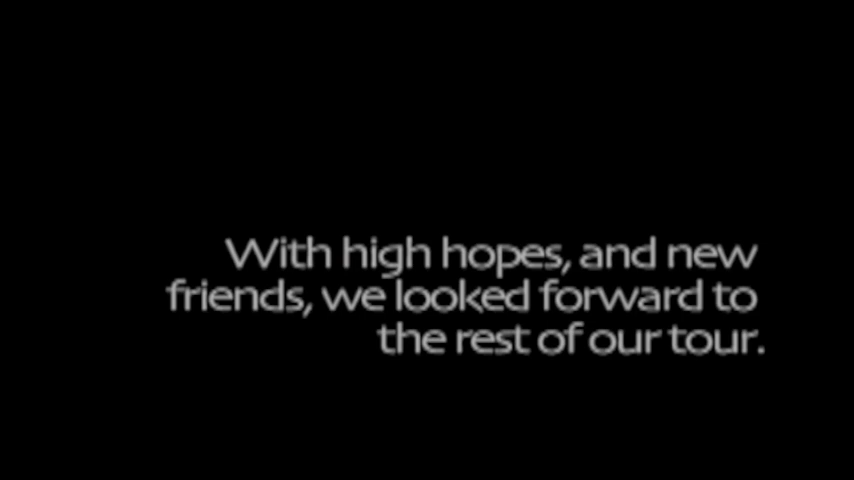 With high hopes, and new
friends, we looked forward to
the rest of our tour.